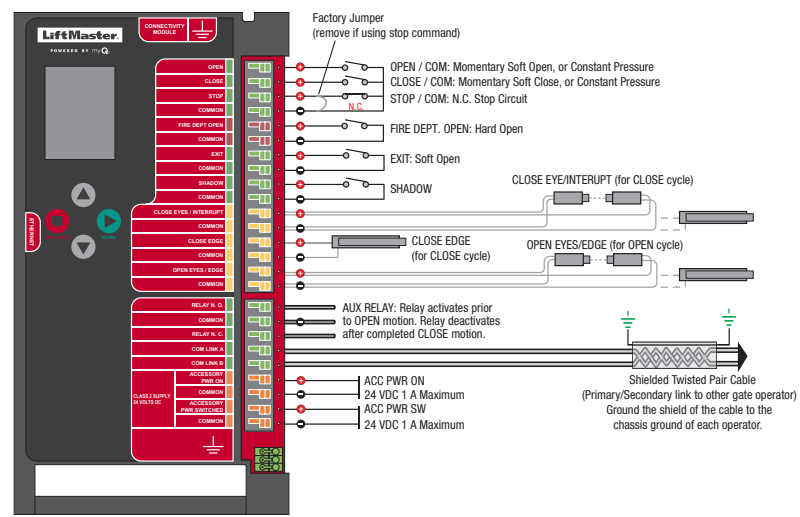 LiftMaster.
POWERED BY myQ.
CONNECTIVITY
MODULE
Factory Jumper
(remove if using stop command)
OPEN
CLOSE
STOP
COMMON
FIRE DEPT OPEN
COMMON
EXIT
COMMON
SHADOW
COMMON
CLOSE EYES / INTERRUPT
COMMON
CLOSE EDGE
COMMON
OPEN EYES / EDGE
COMMON
ETHERNET
RELAY N. O.
COMMON
RELAY N. C.
COM LINK A
COM LINK B
CLASS 2 SUPPLY
24 VOLTS DC
ACCESSORY
PWR ON
COMMON
ACCESSORY
PWR SWITCHED
COMMON
OPEN / COM: Momentary Soft Open, or Constant Pressure
CLOSE / COM: Momentary Soft Close, or Constant Pressure
STOP / COM: N.C. Stop Circuit
N.C.
FIRE DEPT. OPEN: Hard Open
EXIT: Soft Open
SHADOW
CLOSE EYE/INTERUPT (for CLOSE cycle)
CLOSE EDGE
(for CLOSE cycle)
OPEN EYES/EDGE (for OPEN cycle)
AUX RELAY: Relay activates prior
to OPEN motion. Relay deactivates
after completed CLOSE motion.
Shielded Twisted Pair Cable
(Primary/Secondary link to other gate operator)
Ground the shield of the cable to the
chassis ground of each operator.
ACC PWR ON
24 VDC 1 A Maximum
ACC PWR SW
24 VDC 1 A Maximum